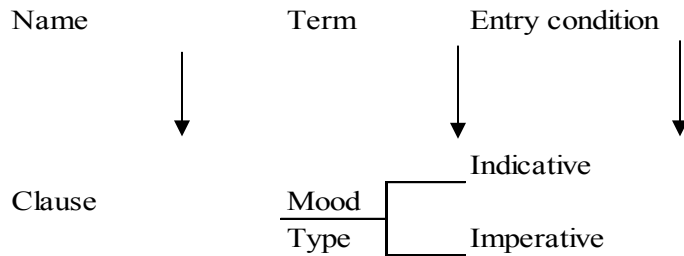 Name Term Entry condition
Indicative
Clause Mood
Type Imperative